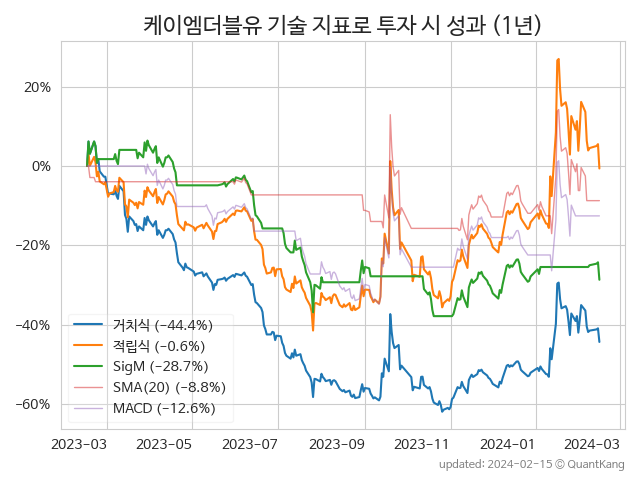 케이엠더블유 기술 지표로 투자 시 성과 (1년)
20%
0%
−20%
−40%
−60%
거치식 (−44.4%)
적립식 (−0.6%)
SigM (−28.7%)
SMA(20) (−8.8%)
MACD (−12.6%)
2023−03 2023−05 2023−07 2023−09 2023−11 2024−01 2024−03
updated: 2024−02−15 © QuantKang